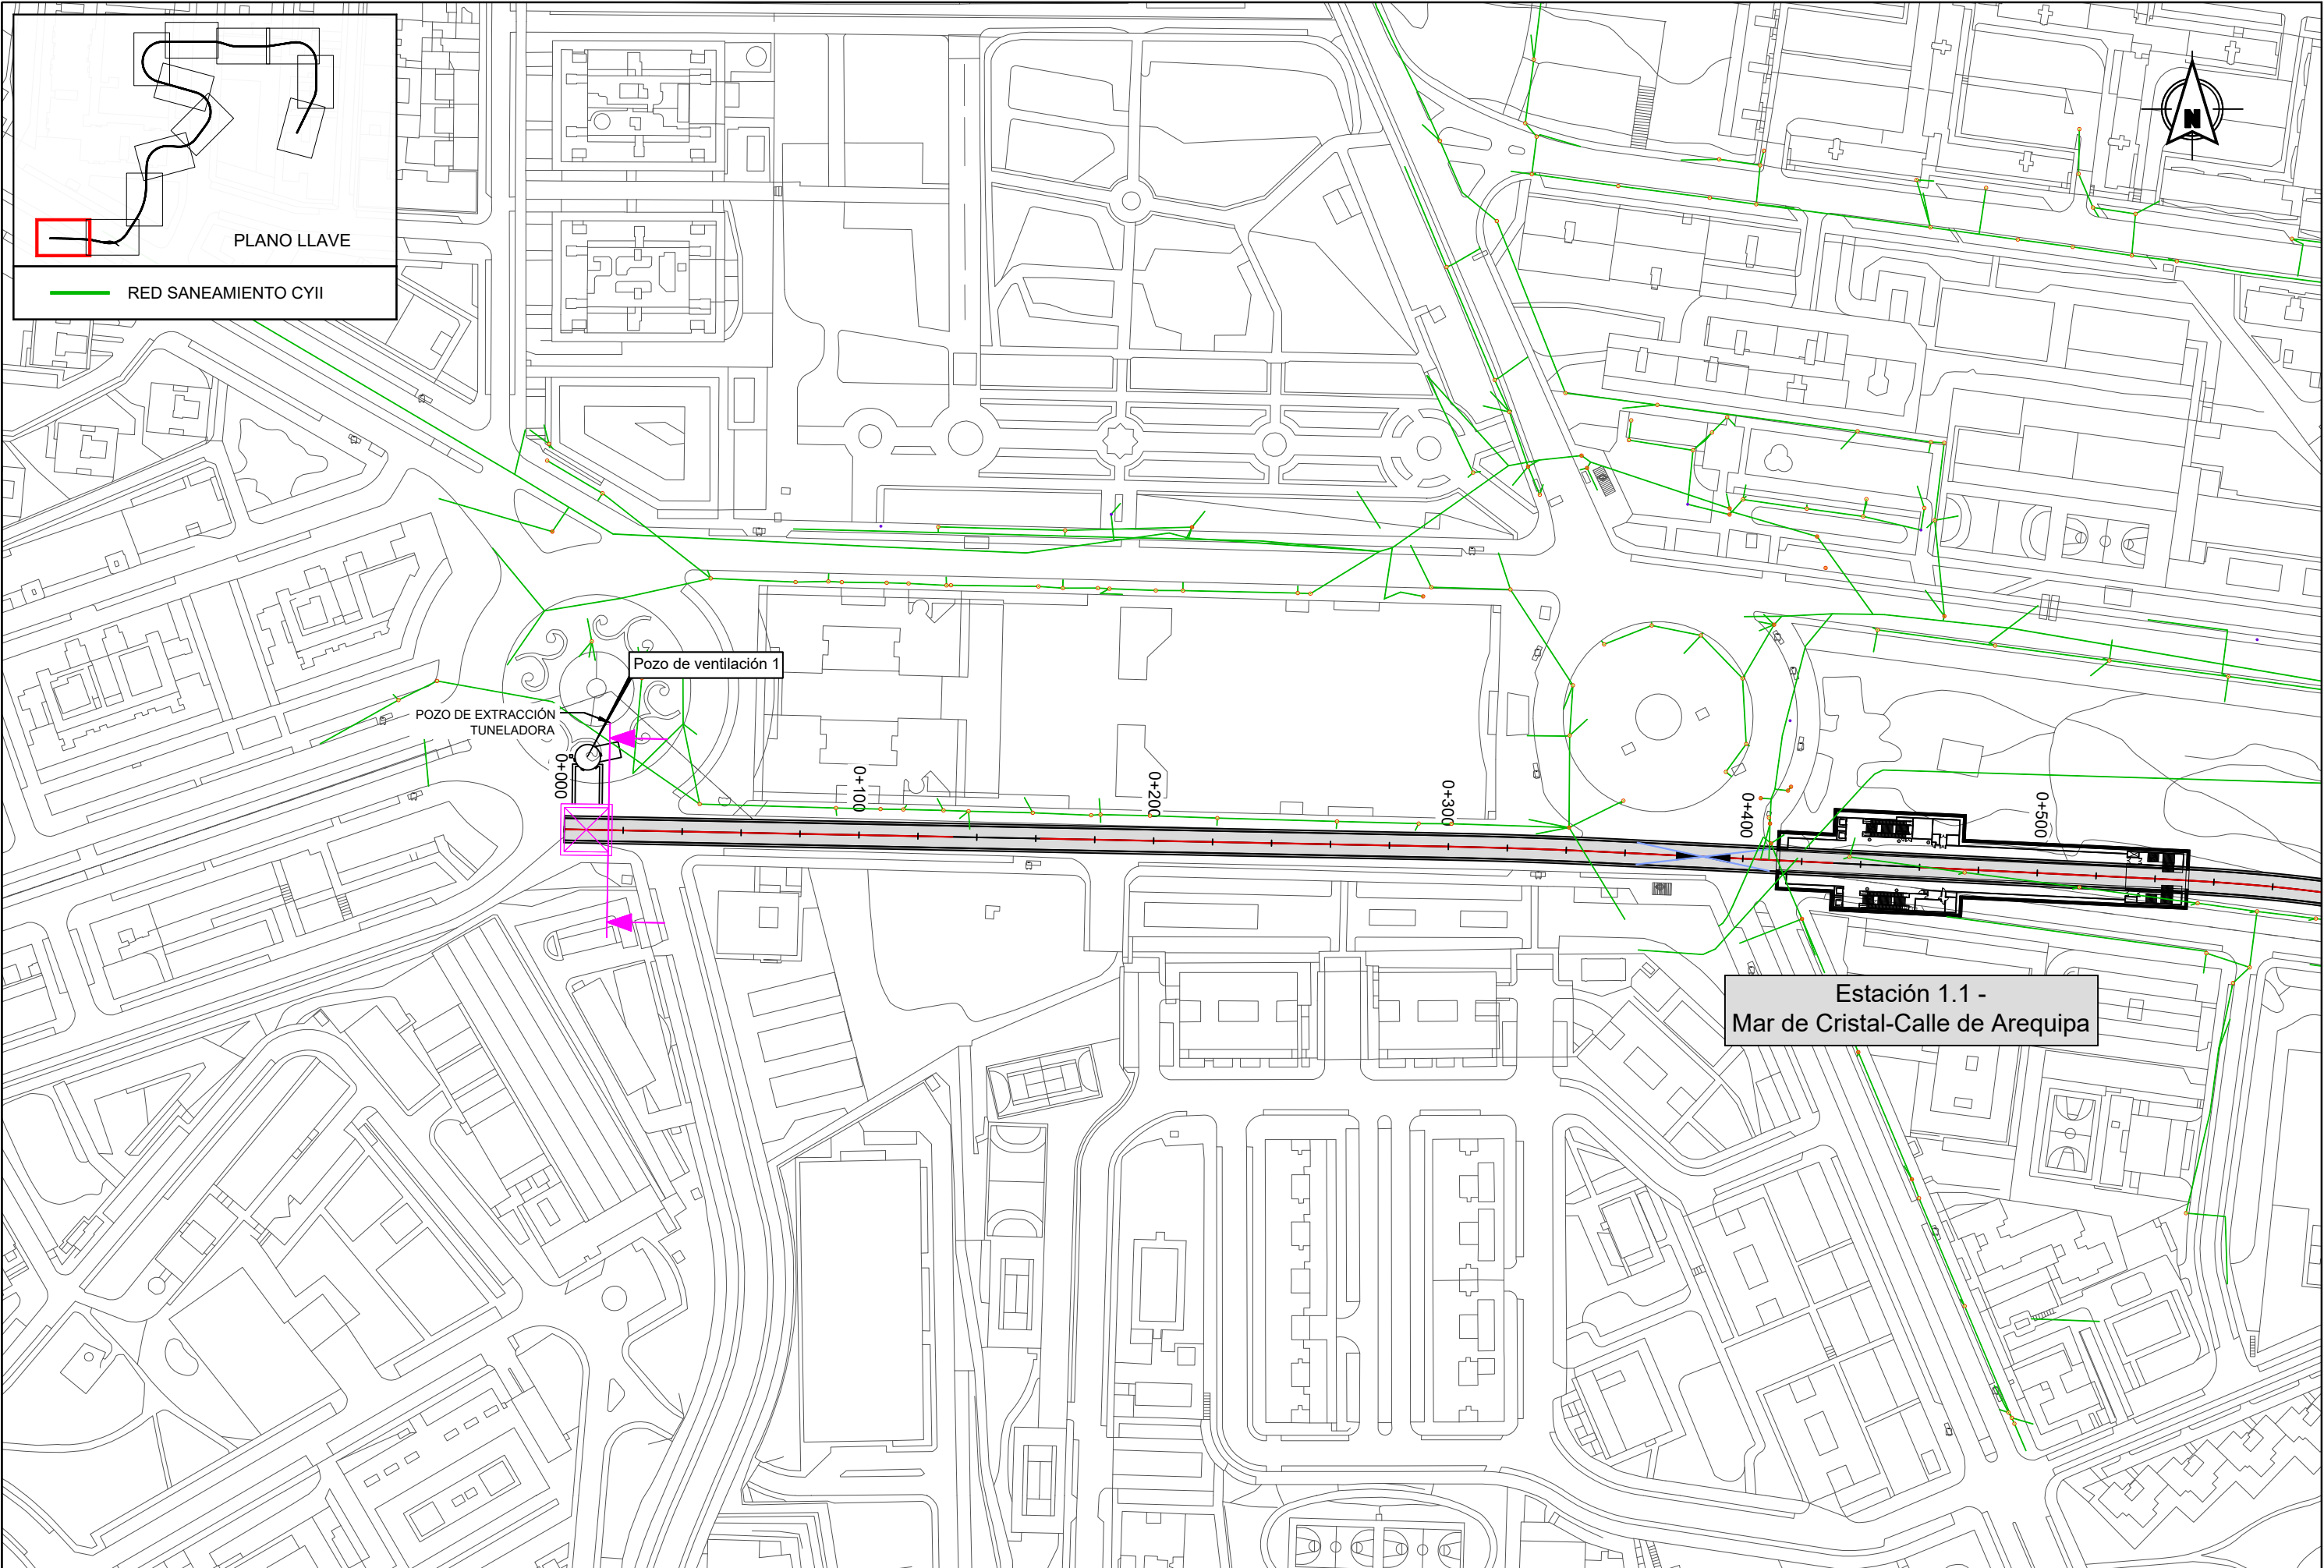 PLANO LLAVE
RED SANEAMIENTO CYII
N
Pozo de ventilación 1
POZO DE EXTRACCIÓN
TUNELADORA
0+000
0+100
0+200
0+300
0+400
0+500
Estación 1.1 -
Mar de Cristal-Calle de Arequipa